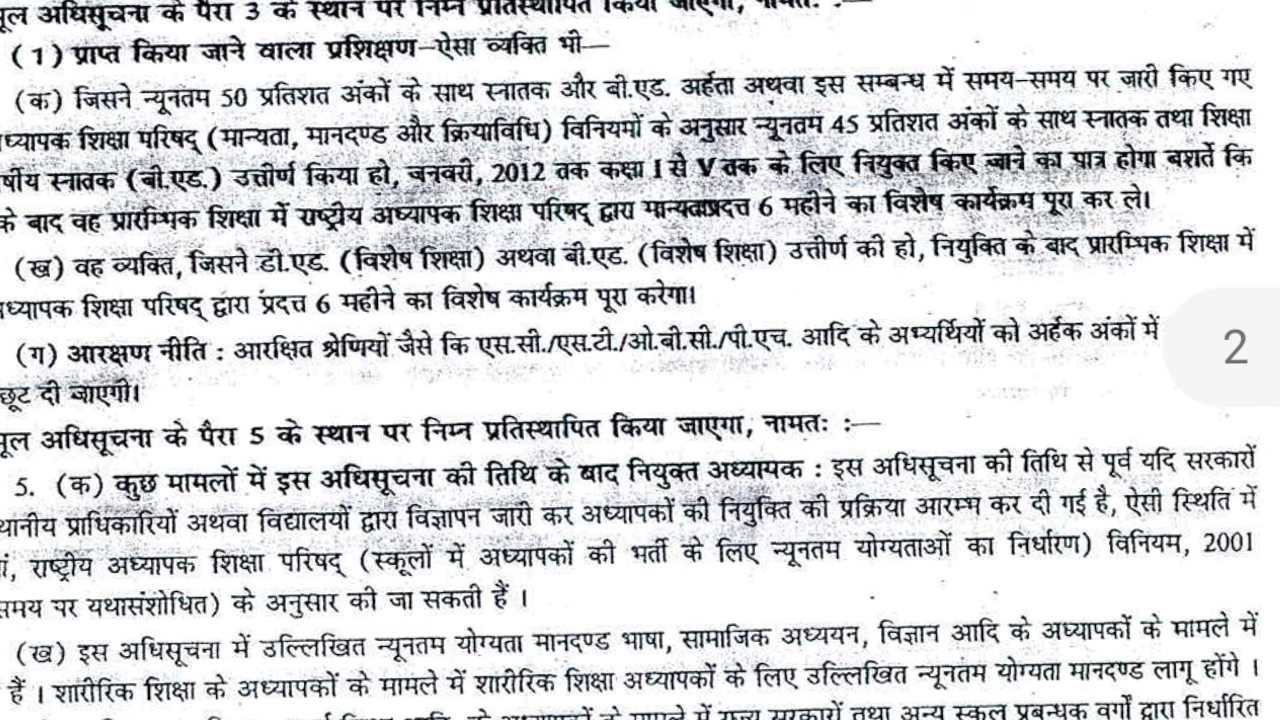 मूल अधिसूचना के पैरा 3 के स्थान पर निम्न प्रतिस्थापित किया जाएगा, नामतः :—
(1) प्राप्त किया जाने वाला प्रशिक्षण—ऐसा व्यक्ति भी—
(क) जिसने न्यूनतम 50 प्रतिशत अंकों के साथ स्नातक और बी.एड. अर्हता अथवा इस सम्बन्ध में समय-समय पर जारी किए गए
ध्यापक शिक्षा परिषद् (मान्यता, मानदण्ड और क्रियाविधि) विनियमों के अनुसार न्यूनतम 45 प्रतिशत अंकों के साथ स्नातक तथा शिक्षा
र्षीय स्नातक (बी.एड.) उत्तीर्ण किया हो, जनवरी, 2012 तक कक्षा I से V तक के लिए नियुक्त किए जाने का पात्र होगा बशर्ते कि
के बाद वह प्रारम्भिक शिक्षा में राष्ट्रीय अध्यापक शिक्षा परिषद् द्वारा मान्यताप्रदत्त 6 महीने का विशेष कार्यक्रम पूरा कर ले।
(ख) वह व्यक्ति, जिसने डी.एड. (विशेष शिक्षा) अथवा बी.एड. (विशेष शिक्षा) उत्तीर्ण की हो, नियुक्ति के बाद प्रारम्भिक शिक्षा में
ध्यापक शिक्षा परिषद् द्वारा प्रदत्त 6 महीने का विशेष कार्यक्रम पूरा करेगा।
(ग) आरक्षण नीति : आरक्षित श्रेणियों जैसे कि एस.सी./एस.टी./ओ.बी.सी./पी.एच. आदि के अभ्यर्थियों को अर्हक अंकों में
2
छूट दी जाएगी।
मूल अधिसूचना के पैरा 5 के स्थान पर निम्न प्रतिस्थापित किया जाएगा, नामतः :—
5. (क) कुछ मामलों में इस अधिसूचना की तिथि के बाद नियुक्त अध्यापक : इस अधिसूचना की तिथि से पूर्व यदि सरकारों
थानीय प्राधिकारियों अथवा विद्यालयों द्वारा विज्ञापन जारी कर अध्यापकों की नियुक्ति की प्रक्रिया आरम्भ कर दी गई है, ऐसी स्थिति में
ां, राष्ट्रीय अध्यापक शिक्षा परिषद् (स्कूलों में अध्यापकों की भर्ती के लिए न्यूनतम योग्यताओं का निर्धारण) विनियम, 2001
समय पर यथासंशोधित) के अनुसार की जा सकती हैं ।
(ख) इस अधिसूचना में उल्लिखित न्यूनतम योग्यता मानदण्ड भाषा, सामाजिक अध्ययन, विज्ञान आदि के अध्यापकों के मामले में
हैं । शारीरिक शिक्षा के अध्यापकों के मामले में शारीरिक शिक्षा अध्यापकों के लिए उल्लिखित न्यूनतम योग्यता मानदण्ड लागू होंगे ।
के मामले में राज्य सरकारों तथा अन्य स्कूल प्रबन्धक वर्गों द्वारा निर्धारित